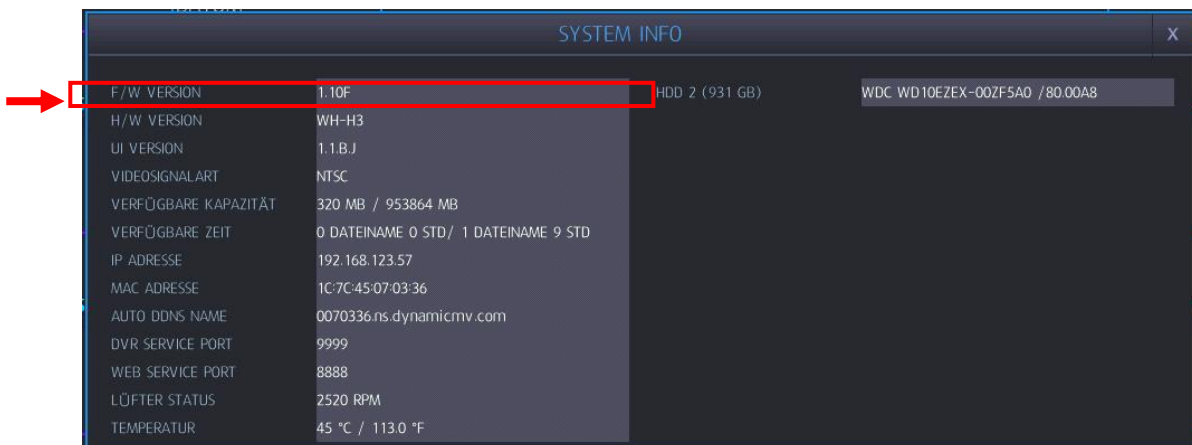 SYSTEM INFO X
F/W VERSION 1.10F HDD 2 (931 GB) WDC WD10EZEX-00ZF5A0 /80.00A8
H/W VERSION WH-H3
UI VERSION 1.1.B.J
VIDEOSIGNALART NTSC
VERFÜGBARE KAPAZITÄT 320 MB / 953864 MB
VERFÜGBARE ZEIT 0 DATEINAME 0 STD/ 1 DATEINAME 9 STD
IP ADRESSE 192.168.123.57
MAC ADRESSE 1C:7C:45:07:03:36
AUTO DDNS NAME 0070336.ns.dynamicmv.com
DVR SERVICE PORT 9999
WEB SERVICE PORT 8888
LÜFTER STATUS 2520 RPM
TEMPERATUR 45 °C / 113.0 °F